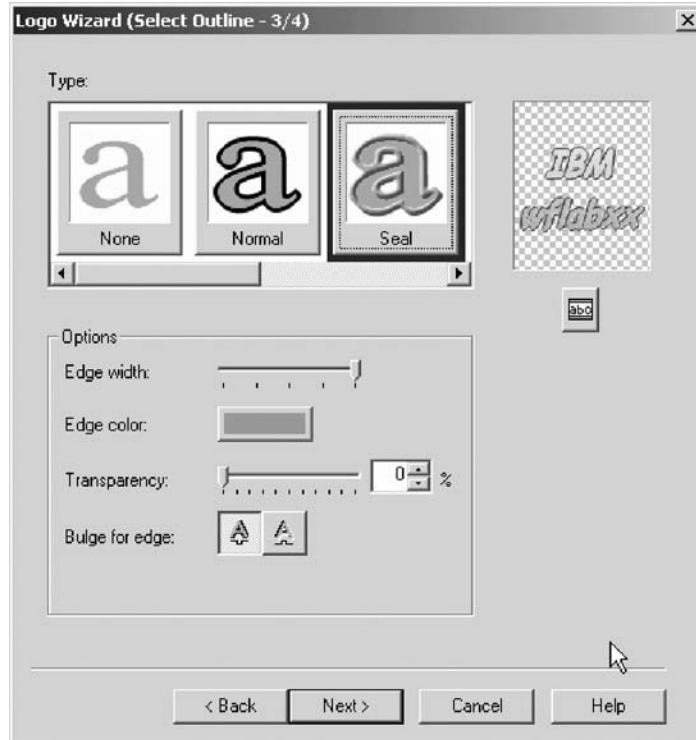 Logo Wizard (Select Outline - 3/4)
Type:
a a a
None Normal Seal
IBM
wflabxx
abc
Options
Edge width:
Edge color:
Transparency: 0 %
Bulge for edge: A A
< Back Next > Cancel Help